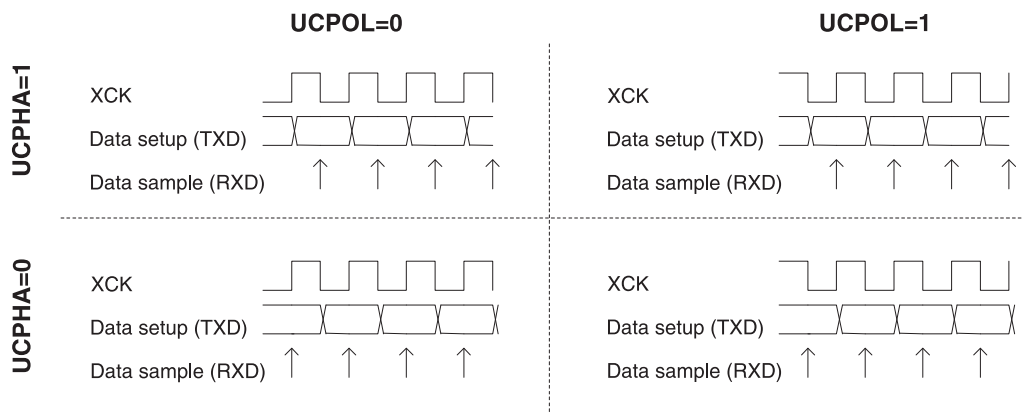 UCPOL=0
UCPOL=1
UCPHA=1
XCK
Data setup (TXD)
Data sample (RXD)
XCK
Data setup (TXD)
Data sample (RXD)
UCPHA=0
XCK
Data setup (TXD)
Data sample (RXD)
XCK
Data setup (TXD)
Data sample (RXD)